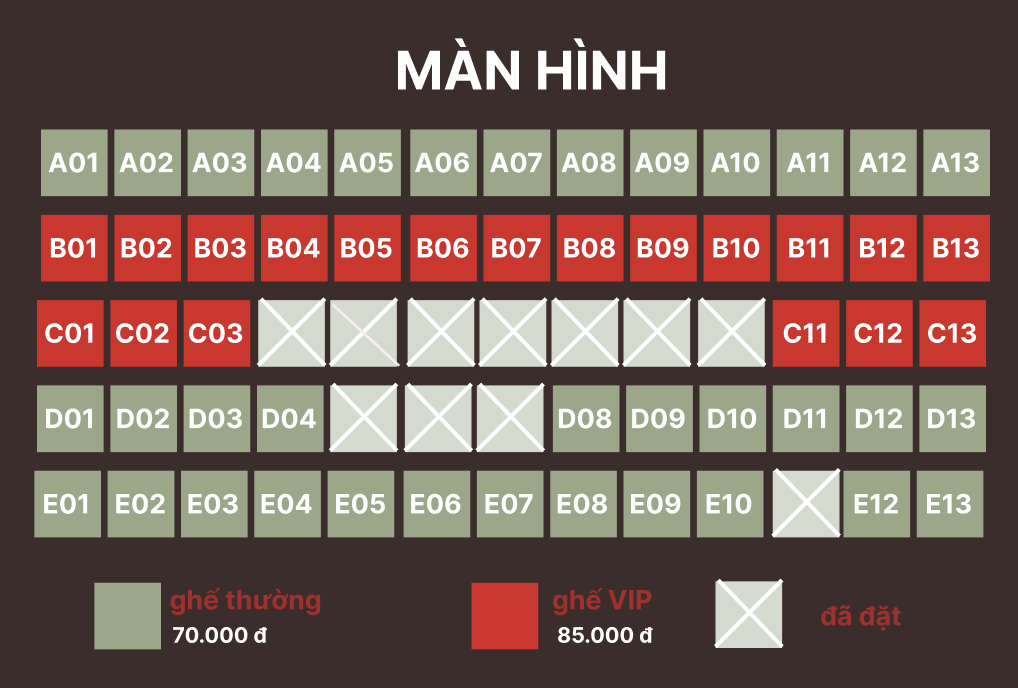 MÀN HÌNH
A01 A02 A03 A04 A05 A06 A07 A08 A09 A10 A11 A12 A13
B01 B02 B03 B04 B05 B06 B07 B08 B09 B10 B11 B12 B13
C01 C02 C03 C11 C12 C13
D01 D02 D03 D04 D08 D09 D10 D11 D12 D13
E01 E02 E03 E04 E05 E06 E07 E08 E09 E10 E12 E13
ghế thường
70.000 đ
ghế VIP
85.000 đ
đã đặt